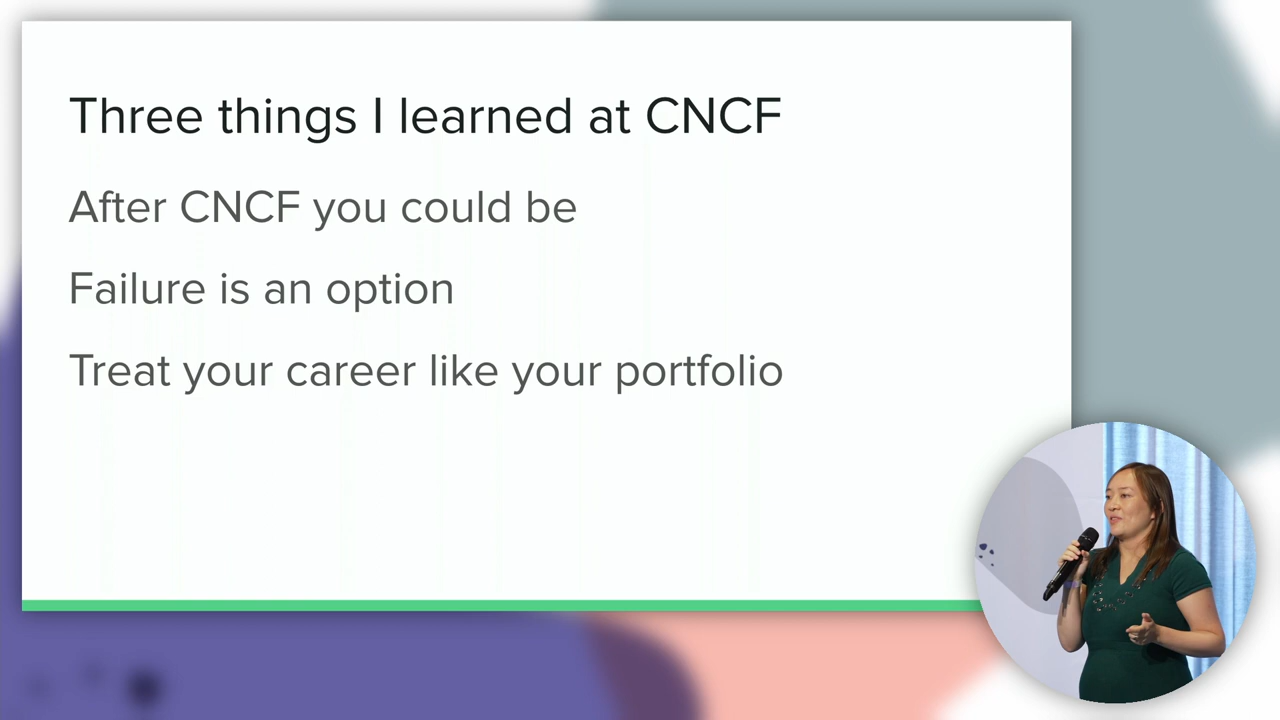 Three things I learned at CNCF
After CNCF you could be
Failure is an option
Treat your career like your portfolio